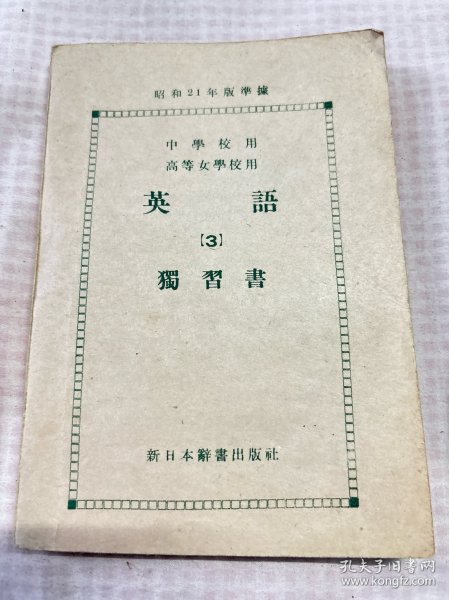 昭和21年版準據
中學校用
高等女學校用
英語
【3】
獨習書
新日本辭書出版社
孔夫子旧书网
www.kongfz.com